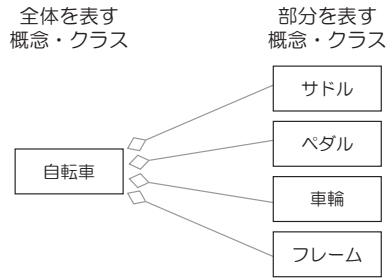 全体を表す
概念・クラス
部分を表す
概念・クラス
自転車
サドル
ペダル
車輪
フレーム